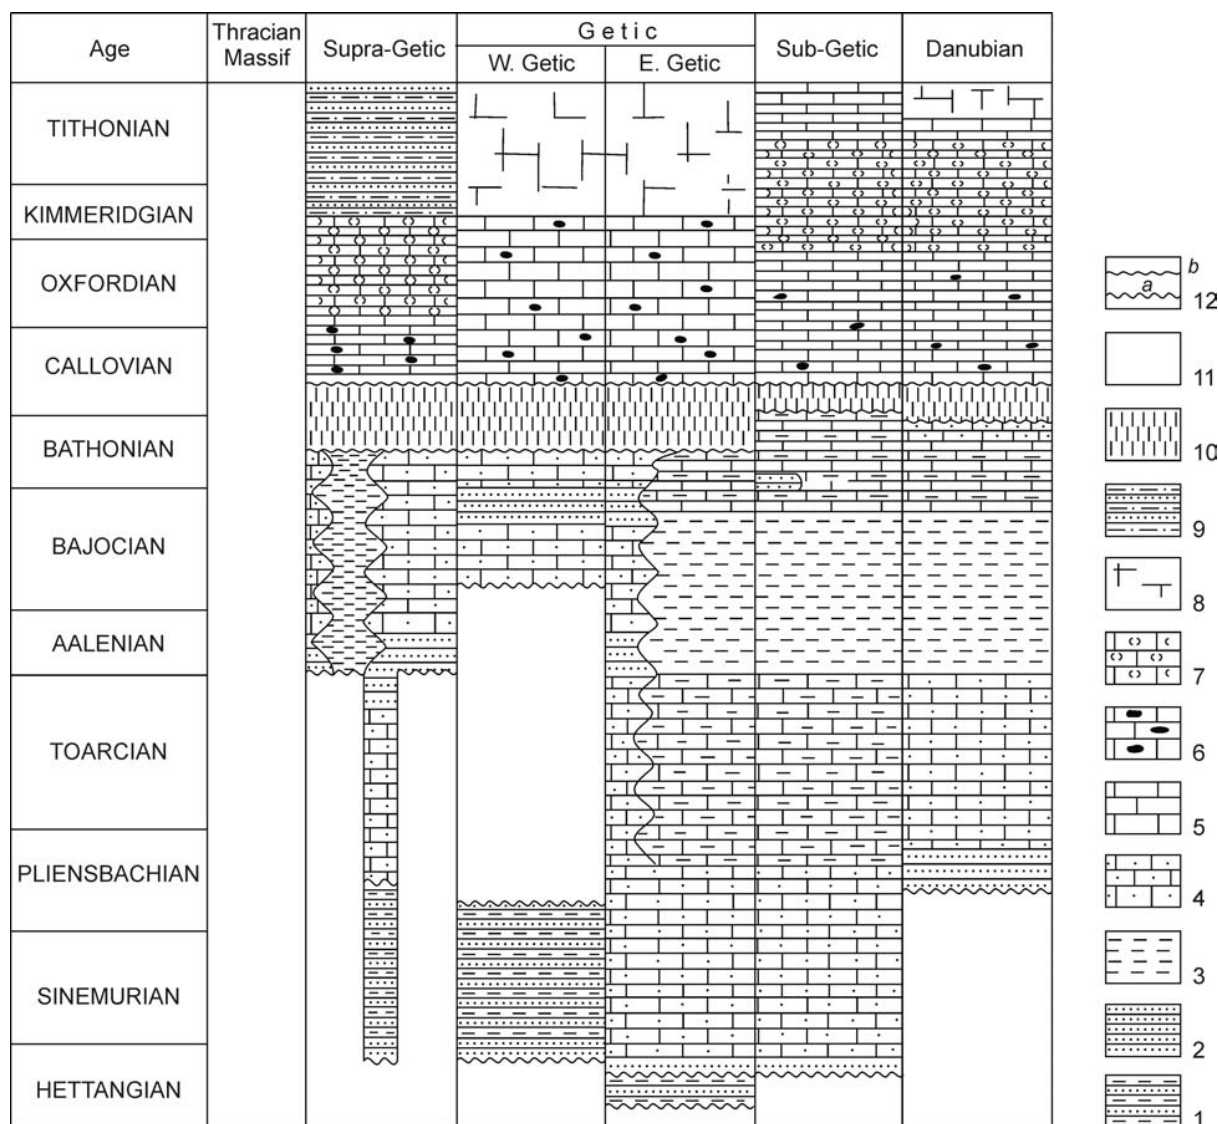 Age
Thracian
Massif
Supra-Getic
Getic
W. Getic
E. Getic
Sub-Getic
Danubian
TITHONIAN
KIMMERIDGIAN
OXFORDIAN
CALLOVIAN
BATHONIAN
BAJOCIAN
AALENIAN
TOARCIAN
PLIENSBACHIAN
SINEMURIAN
HETTANGIAN
b
a
12
11
10
9
8
7
6
5
4
3
2
1